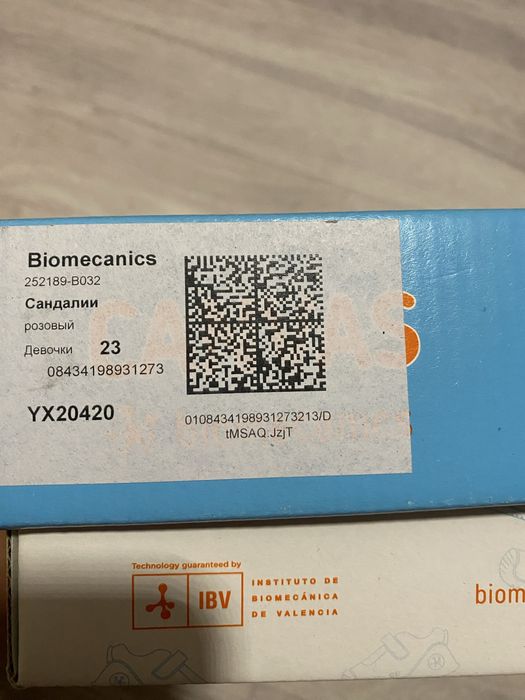 Biomecanics
252189-B032
Сандалии
розовый
Девочки 23
08434198931273
YX20420
0108434198931273213/D
tMSAQ:JzjT
Technology guaranteed by
IBV
INSTITUTO DE
BIOMECÁNICA
DE VALENCIA
biom